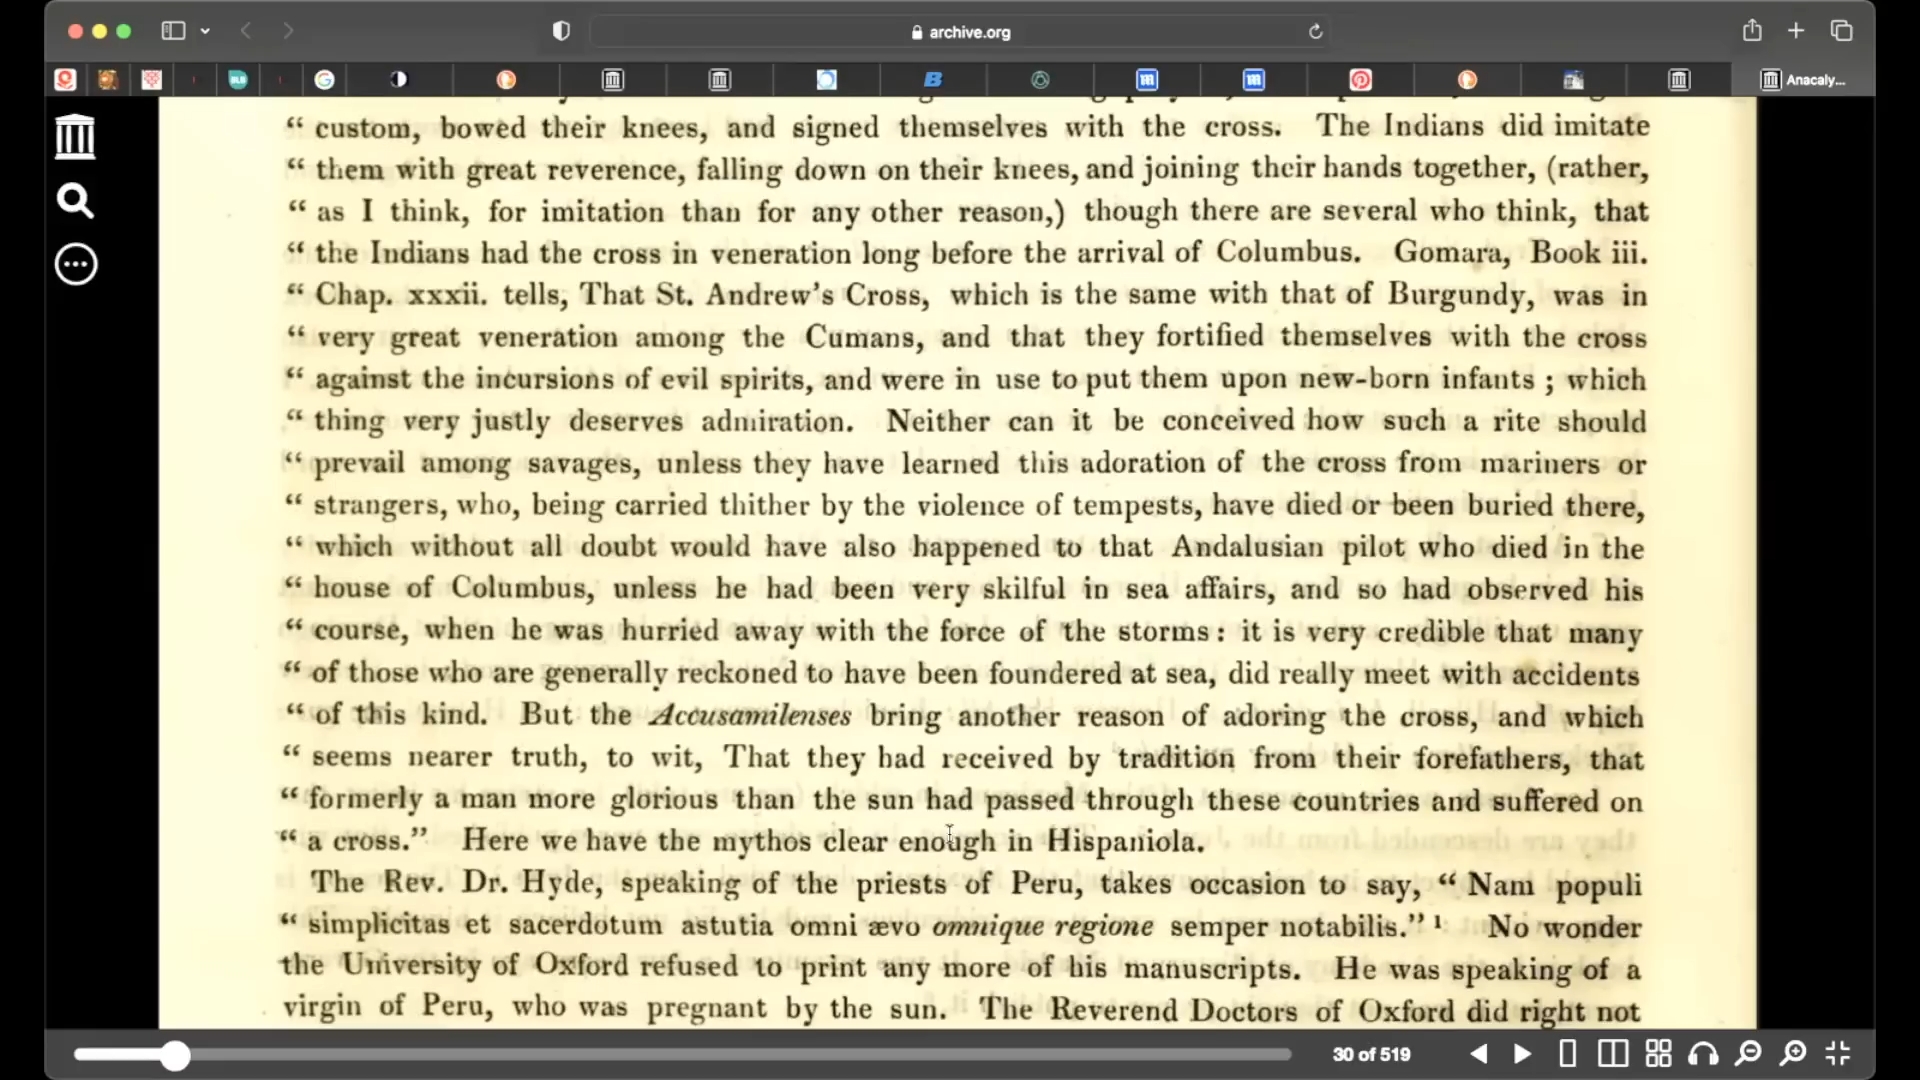 archive.org
BLB
Anacaly...
“ custom, bowed their knees, and signed themselves with the cross. The Indians did imitate
“ them with great reverence, falling down on their knees, and joining their hands together, (rather,
“ as I think, for imitation than for any other reason,) though there are several who think, that
“ the Indians had the cross in veneration long before the arrival of Columbus. Gomara, Book iii.
“ Chap. xxxii. tells, That St. Andrew’s Cross, which is the same with that of Burgundy, was in
“ very great veneration among the Cumans, and that they fortified themselves with the cross
“ against the incursions of evil spirits, and were in use to put them upon new-born infants ; which
“ thing very justly deserves admiration. Neither can it be conceived how such a rite should
“ prevail among savages, unless they have learned this adoration of the cross from mariners or
“ strangers, who, being carried thither by the violence of tempests, have died or been buried there,
“ which without all doubt would have also happened to that Andalusian pilot who died in the
“ house of Columbus, unless he had been very skilful in sea affairs, and so had observed his
“ course, when he was hurried away with the force of the storms : it is very credible that many
“ of those who are generally reckoned to have been foundered at sea, did really meet with accidents
“ of this kind. But the Accusamilenses bring another reason of adoring the cross, and which
“ seems nearer truth, to wit, That they had received by tradition from their forefathers, that
“ formerly a man more glorious than the sun had passed through these countries and suffered on
“ a cross.” Here we have the mythos clear enough in Hispaniola.
The Rev. Dr. Hyde, speaking of the priests of Peru, takes occasion to say, “ Nam populi
“ simplicitas et sacerdotum astutia omni ævo omnique regione semper notabilis.” ¹ No wonder
the University of Oxford refused to print any more of his manuscripts. He was speaking of a
virgin of Peru, who was pregnant by the sun. The Reverend Doctors of Oxford did right not
30 of 519